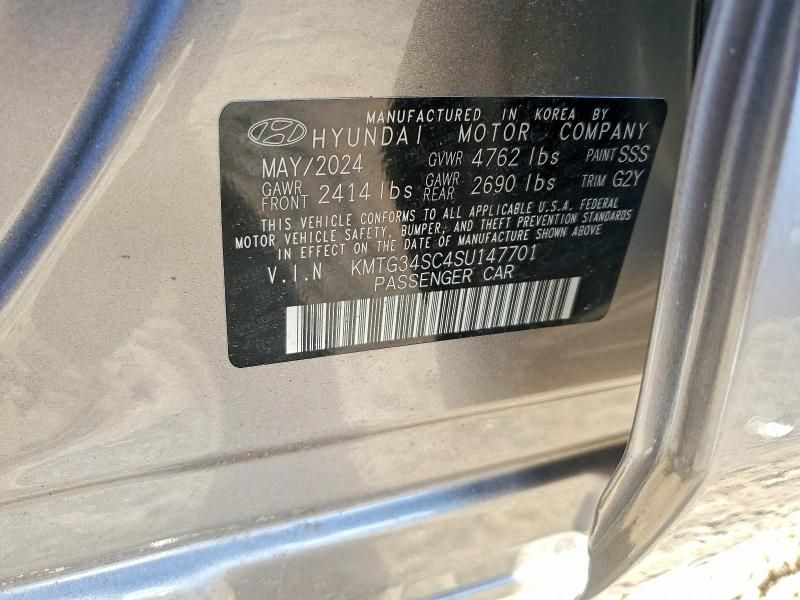 MANUFACTURED IN KOREA BY
HYUNDAI MOTOR COMPANY
MAY/2024 GVWR 4762 lbs PAINT SSS
GAWR FRONT 2414 lbs GAWR REAR 2690 lbs TRIM G2Y
THIS VEHICLE CONFORMS TO ALL APPLICABLE U.S.A. FEDERAL
MOTOR VEHICLE SAFETY, BUMPER, AND THEFT PREVENTION STANDARDS
IN EFFECT ON THE DATE OF MANUFACTURE SHOWN ABOVE
V.I.N KMTG34SC4SU147701
PASSENGER CAR